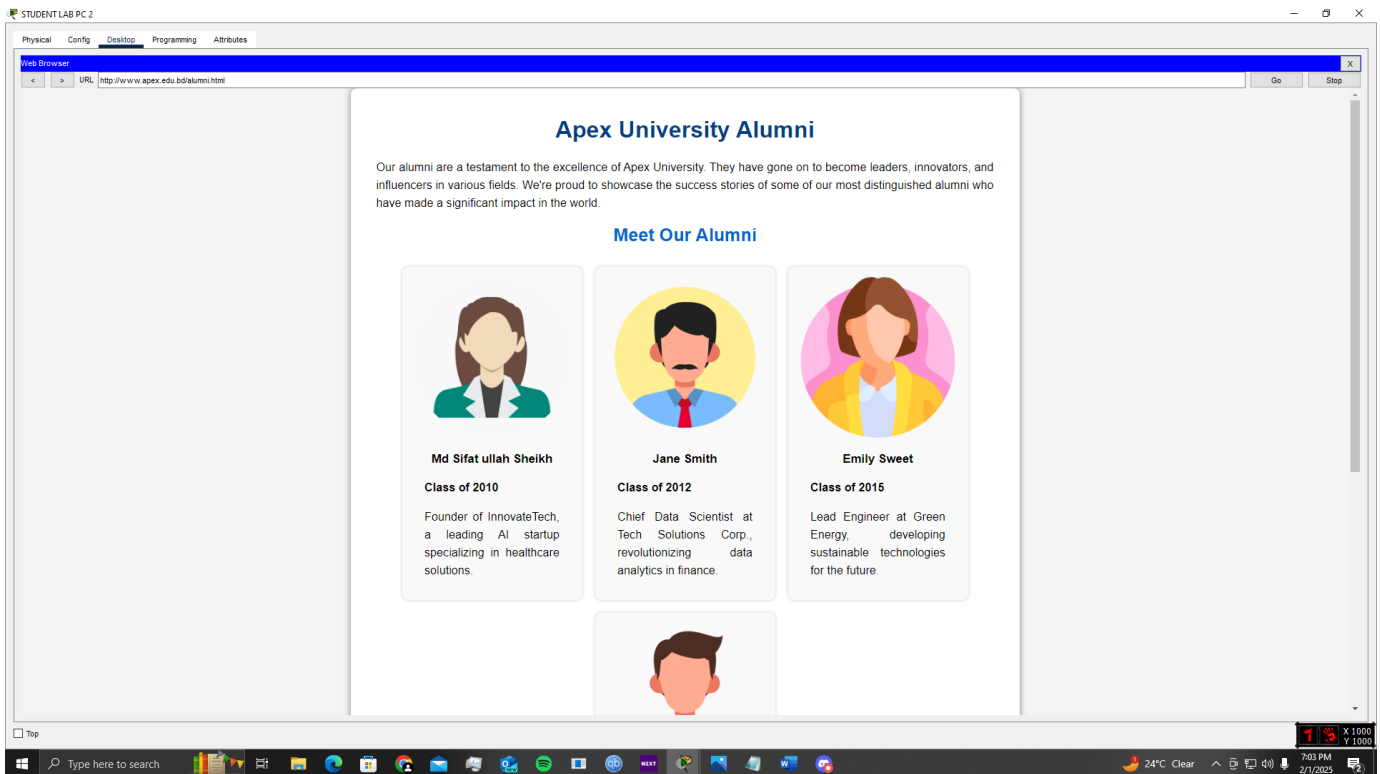 STUDENT LAB PC 2
Physical Config Desktop Programming Attributes
Web Browser
X
< > URL http://www.apex.edu.bd/alumni.html Go Stop
Apex University Alumni
Our alumni are a testament to the excellence of Apex University. They have gone on to become leaders, innovators, and
influencers in various fields. We're proud to showcase the success stories of some of our most distinguished alumni who
have made a significant impact in the world.
Meet Our Alumni
Md Sifat ullah Sheikh
Class of 2010
Founder of InnovateTech,
a leading AI startup
specializing in healthcare
solutions.
Jane Smith
Class of 2012
Chief Data Scientist at
Tech Solutions Corp.,
revolutionizing data
analytics in finance.
Emily Sweet
Class of 2015
Lead Engineer at Green
Energy, developing
sustainable technologies
for the future.
Top
X 1000
Y 1000
Type here to search
qb
NEXT
24°C Clear
7:03 PM
2/1/2025
2